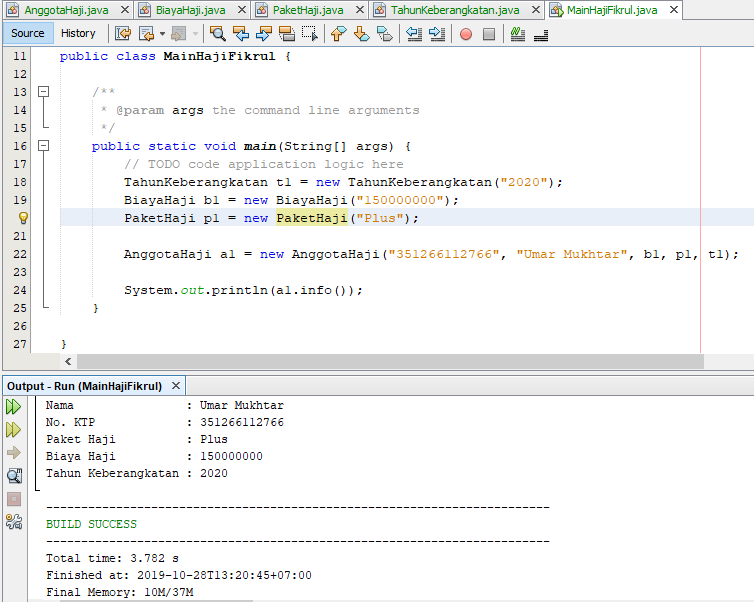 AnggotaHaji.java BiayaHaji.java PaketHaji.java TahunKeberangkatan.java MainHajiFikrul.java
Source History
11 public class MainHajiFikrul {
12
13 /**
14 * @param args the command line arguments
15 */
16 public static void main(String[] args) {
17 // TODO code application logic here
18 TahunKeberangkatan t1 = new TahunKeberangkatan("2020");
19 BiayaHaji b1 = new BiayaHaji("150000000");
PaketHaji p1 = new PaketHaji("Plus");
21
22 AnggotaHaji a1 = new AnggotaHaji("351266112766", "Umar Mukhtar", b1, p1, t1);
23
24 System.out.println(a1.info());
25 }
26
27 }
Output - Run (MainHajiFikrul)
Nama : Umar Mukhtar
No. KTP : 351266112766
Paket Haji : Plus
Biaya Haji : 150000000
Tahun Keberangkatan : 2020
------------------------------------------------------------------------
BUILD SUCCESS
------------------------------------------------------------------------
Total time: 3.782 s
Finished at: 2019-10-28T13:20:45+07:00
Final Memory: 10M/37M